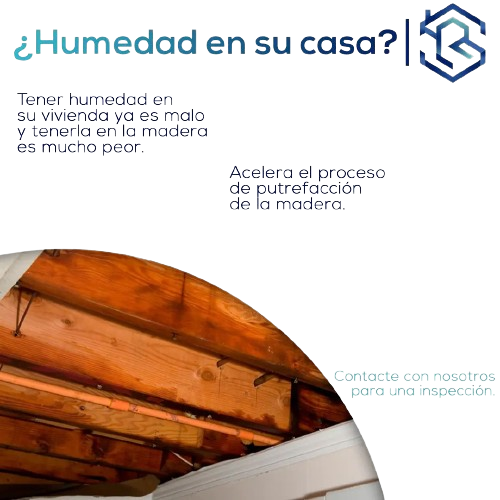 ¿Humedad en su casa?
Tener humedad en
su vivienda ya es malo
y tenerla en la madera
es mucho peor.
Acelera el proceso
de putrefacción
de la madera.
Contacte con nosotros
para una inspección.